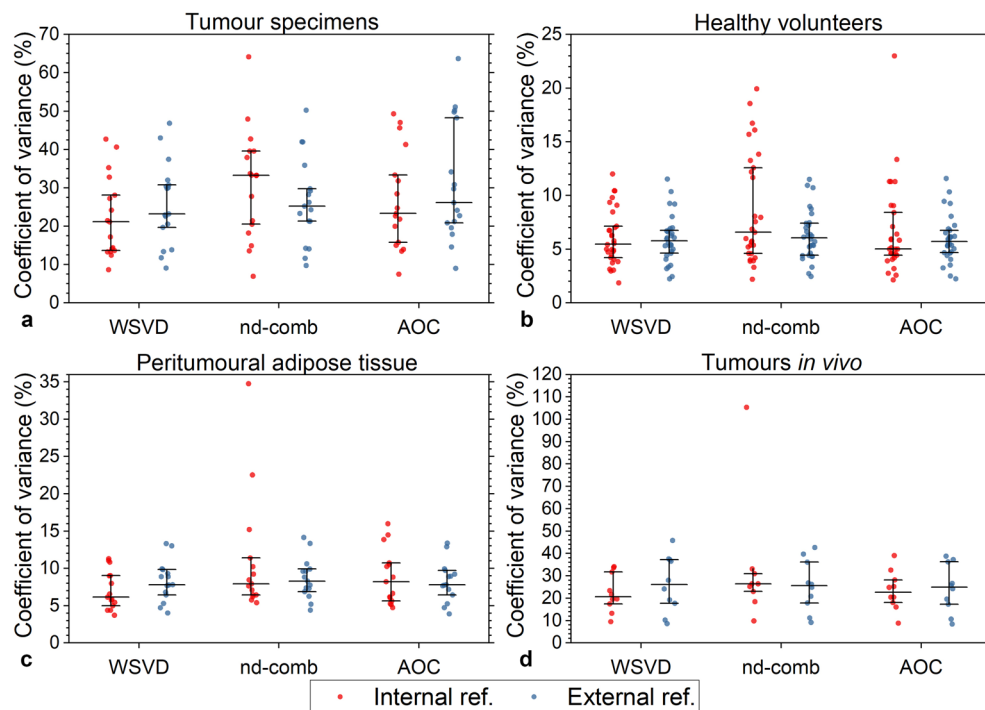 Tumour specimens
Coefficient of variance (%)
70
60
50
40
30
20
10
0
WSVD nd-comb AOC
a
Healthy volunteers
Coefficient of variance (%)
25
20
15
10
5
0
WSVD nd-comb AOC
b
Peritumoural adipose tissue
Coefficient of variance (%)
35
30
25
20
15
10
5
0
WSVD nd-comb AOC
c
Tumours in vivo
Coefficient of variance (%)
120
110
100
90
80
70
60
50
40
30
20
10
0
WSVD nd-comb AOC
d
Internal ref. External ref.